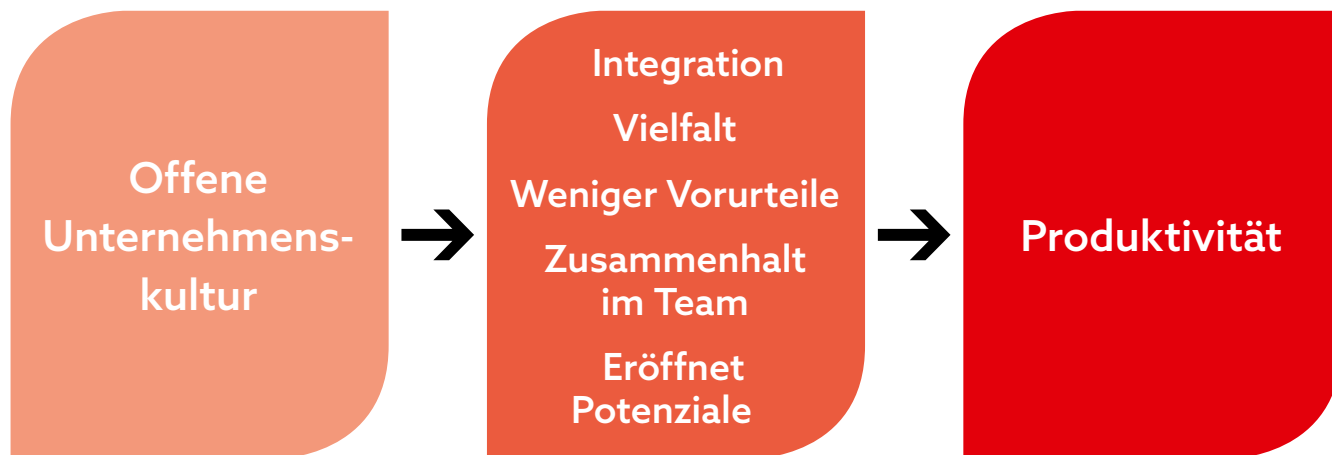 Offene
Unternehmens-
kultur
Integration
Vielfalt
Weniger Vorurteile
Zusammenhalt
im Team
Eröffnet
Potenziale
Produktivität